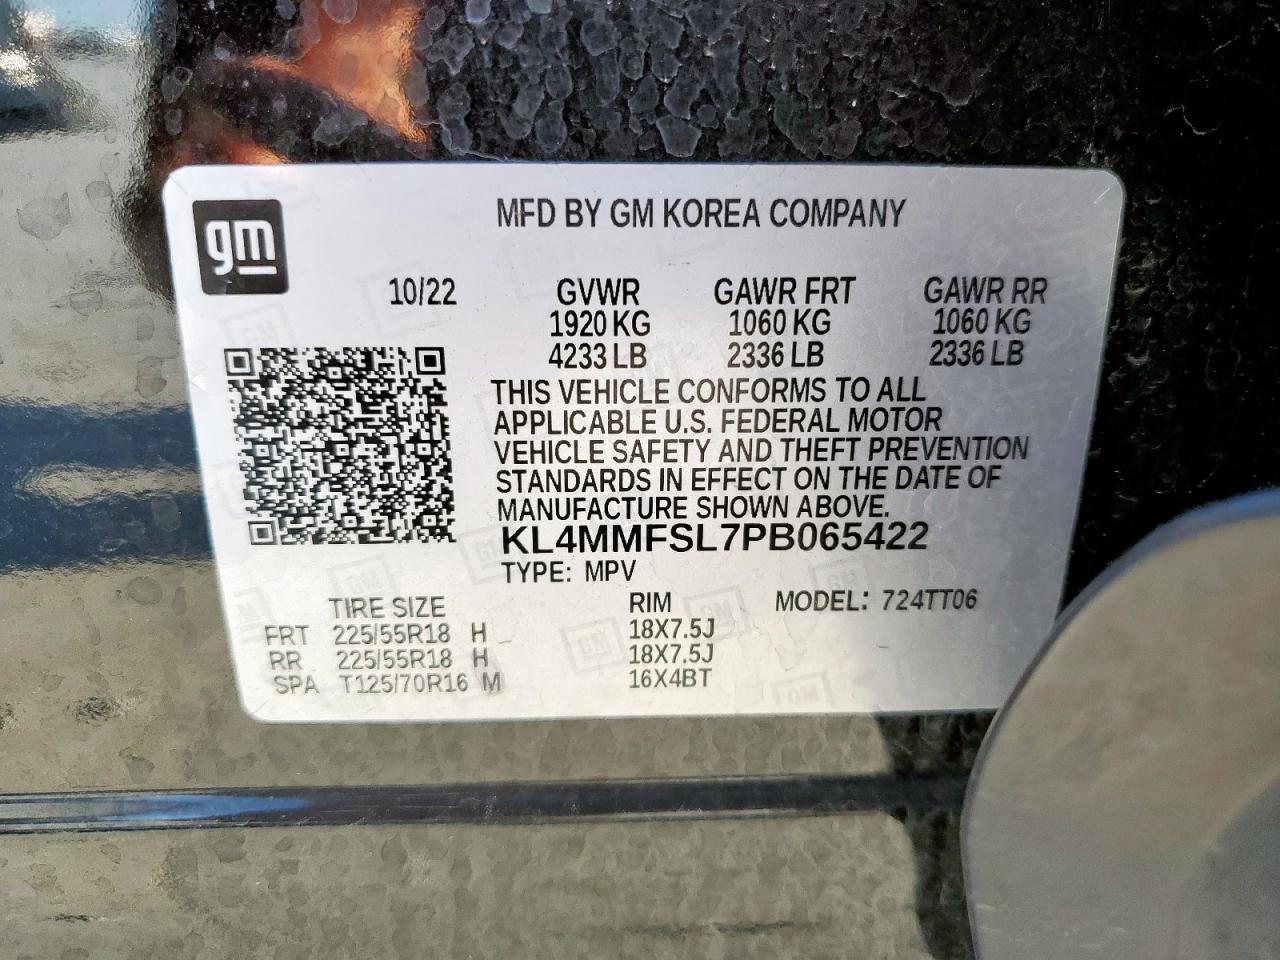 gm
MFD BY GM KOREA COMPANY
10/22 GVWR GAWR FRT GAWR RR
1920 KG 1060 KG 1060 KG
4233 LB 2336 LB 2336 LB
THIS VEHICLE CONFORMS TO ALL
APPLICABLE U.S. FEDERAL MOTOR
VEHICLE SAFETY AND THEFT PREVENTION
STANDARDS IN EFFECT ON THE DATE OF
MANUFACTURE SHOWN ABOVE.
KL4MMFSL7PB065422
TYPE: MPV
TIRE SIZE RIM MODEL: 724TT06
FRT 225/55R18 H 18X7.5J
RR 225/55R18 H 18X7.5J
SPA T125/70R16 M 16X4BT